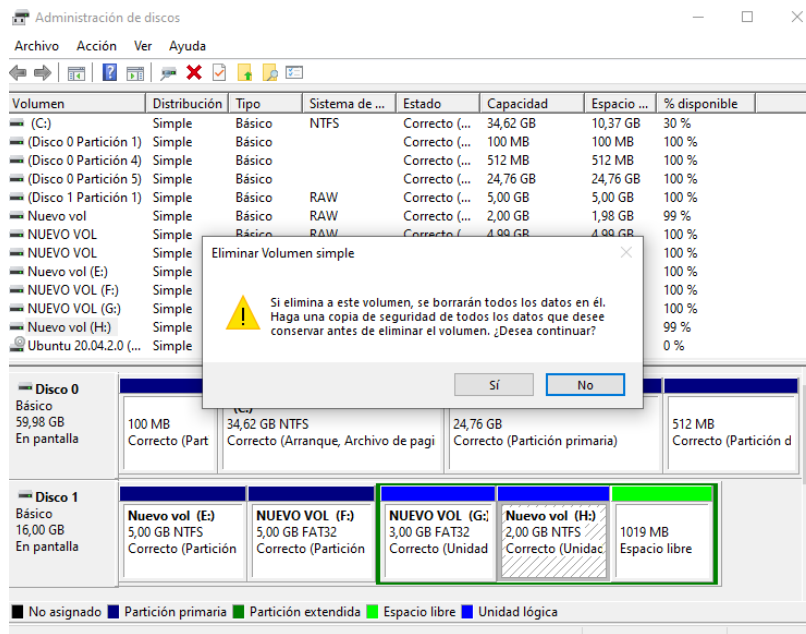 Administración de discos
Archivo Acción Ver Ayuda
Volumen Distribución Tipo Sistema de ... Estado Capacidad Espacio ... % disponible
(C:) Simple Básico NTFS Correcto (... 34,62 GB 10,37 GB 30 %
(Disco 0 Partición 1) Simple Básico Correcto (... 100 MB 100 MB 100 %
(Disco 0 Partición 4) Simple Básico Correcto (... 512 MB 512 MB 100 %
(Disco 0 Partición 5) Simple Básico Correcto (... 24,76 GB 24,76 GB 100 %
(Disco 1 Partición 1) Simple Básico RAW Correcto (... 5,00 GB 5,00 GB 100 %
Nuevo vol Simple Básico RAW Correcto (... 2,00 GB 1,98 GB 99 %
NUEVO VOL Simple Básico RAW Correcto (... 4,99 GB 4,99 GB 100 %
NUEVO VOL Simple 100 %
Nuevo vol (E:) Simple 100 %
NUEVO VOL (F:) Simple 100 %
NUEVO VOL (G:) Simple 100 %
Nuevo vol (H:) Simple 99 %
Ubuntu 20.04.2.0 (... Simple 0 %
Eliminar Volumen simple
Si elimina a este volumen, se borrarán todos los datos en él.
Haga una copia de seguridad de todos los datos que desee
conservar antes de eliminar el volumen. ¿Desea continuar?
Sí No
Disco 0
Básico
59,98 GB
En pantalla
100 MB
Correcto (Part
(C:)
34,62 GB NTFS
Correcto (Arranque, Archivo de pagi
24,76 GB
Correcto (Partición primaria)
512 MB
Correcto (Partición d
Disco 1
Básico
16,00 GB
En pantalla
Nuevo vol (E:)
5,00 GB NTFS
Correcto (Partición
NUEVO VOL (F:)
5,00 GB FAT32
Correcto (Partición
NUEVO VOL (G:
3,00 GB FAT32
Correcto (Unidad
Nuevo vol (H:)
2,00 GB NTFS
Correcto (Unidac
1019 MB
Espacio libre
No asignado Partición primaria Partición extendida Espacio libre Unidad lógica